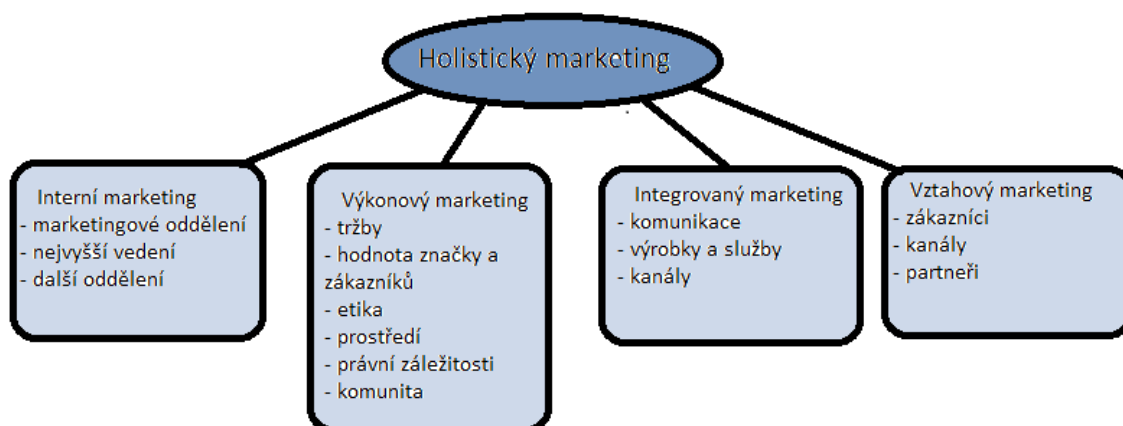 Holistický marketing
Interní marketing
- marketingové oddělení
- nejvyšší vedení
- další oddělení
Výkonový marketing
- tržby
- hodnota značky a
zákazníků
- etika
- prostředí
- právní záležitosti
- komunita
Integrovaný marketing
- komunikace
- výrobky a služby
- kanály
Vztahový marketing
- zákazníci
- kanály
- partneři